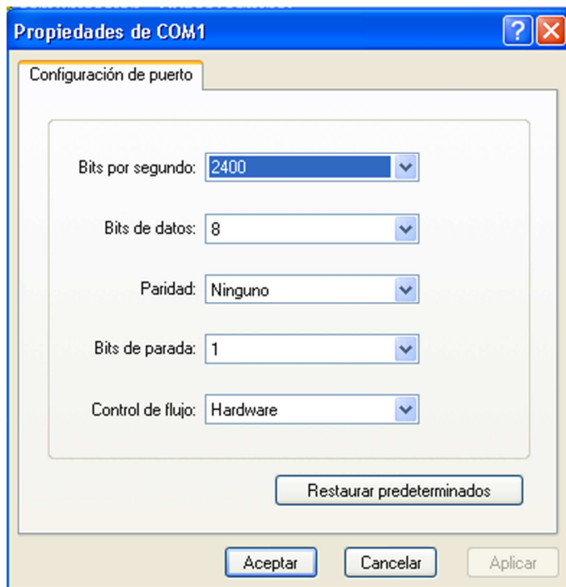 Propiedades de COM1
Configuración de puerto
Bits por segundo: 2400
Bits de datos: 8
Paridad: Ninguno
Bits de parada: 1
Control de flujo: Hardware
Restaurar predeterminados
Aceptar Cancelar Aplicar